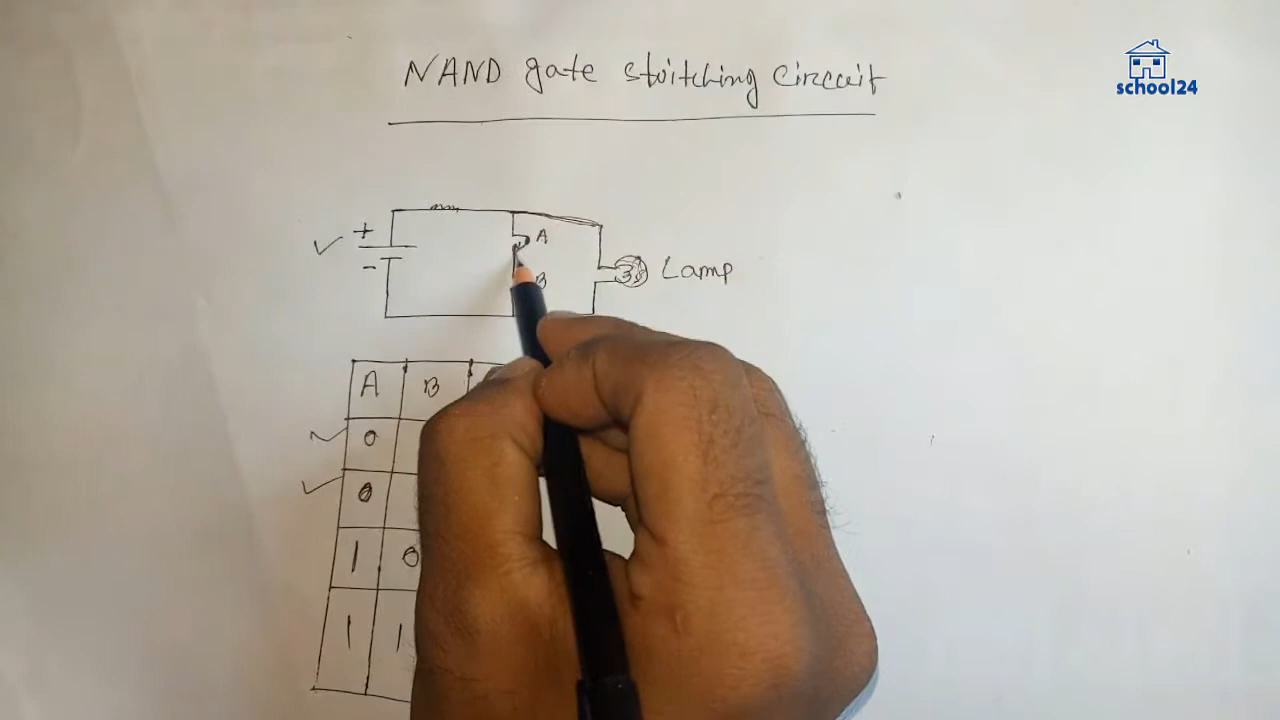 NAND gate switching circuit
school24
+
A
-
B
Lamp
A B
0
0
1 0
1 1